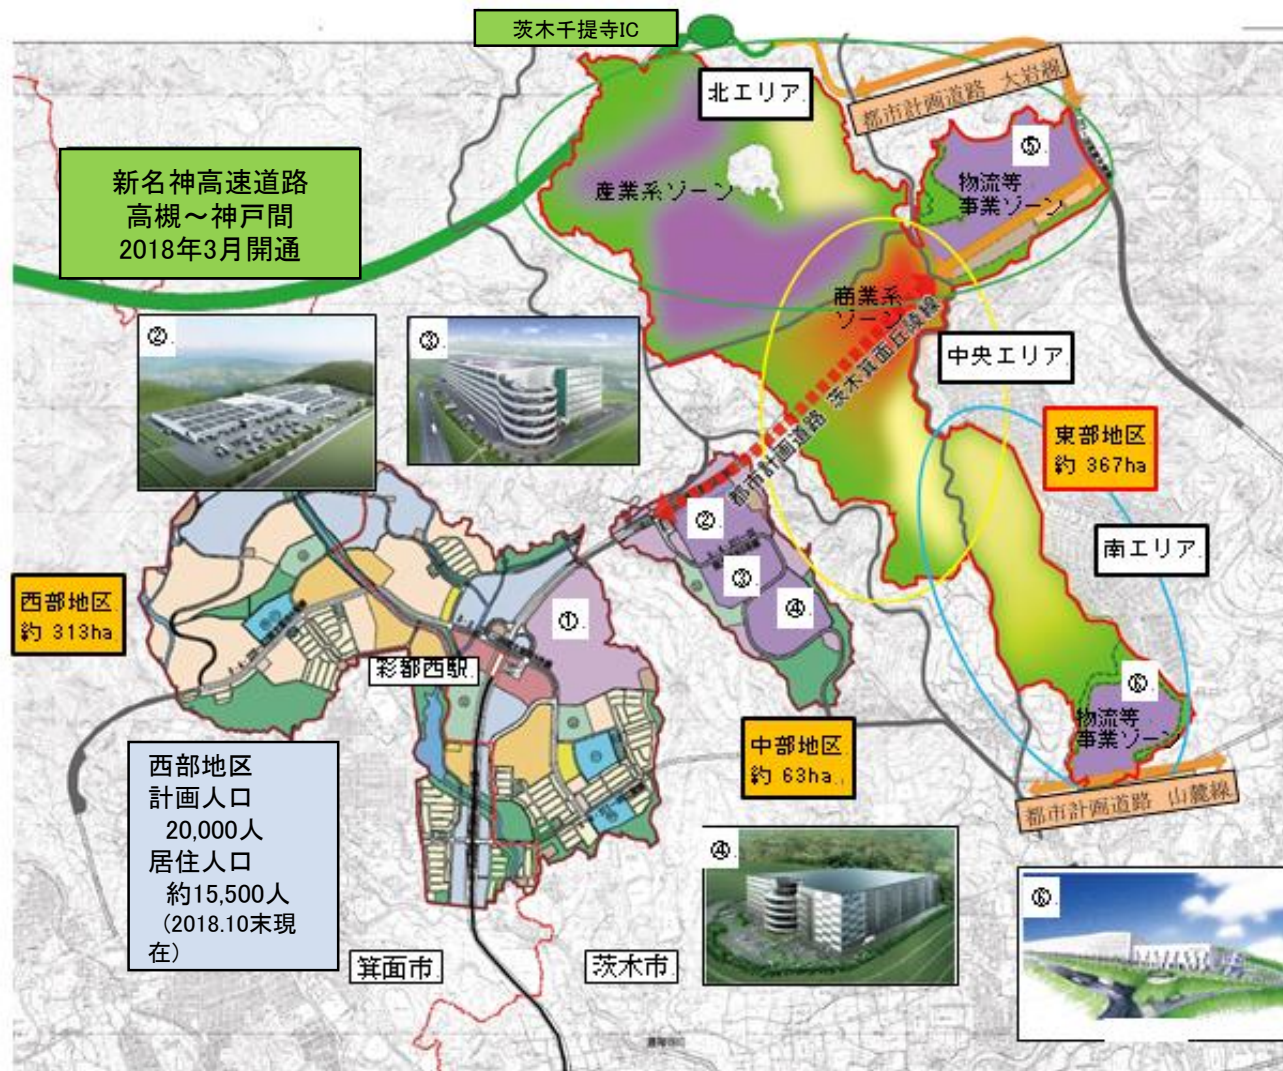 茨木千提寺IC
北エリア
都市計画道路 大岩線
新名神高速道路
高槻～神戸間
2018年3月開通
⑤
産業系ゾーン
物流等
事業ゾーン
商業系
ゾーン
②
③
中央エリア
都市計画道路 茨木箕面丘陵線
東部地区
約 367ha
②
③
④
南エリア
西部地区
約 313ha
①
彩都西駅
⑥
物流等
事業ゾーン
中部地区
約 63ha
都市計画道路 山麓線
西部地区
計画人口
20,000人
居住人口
約15,500人
（2018.10末現
在）
④
⑥
箕面市
茨木市